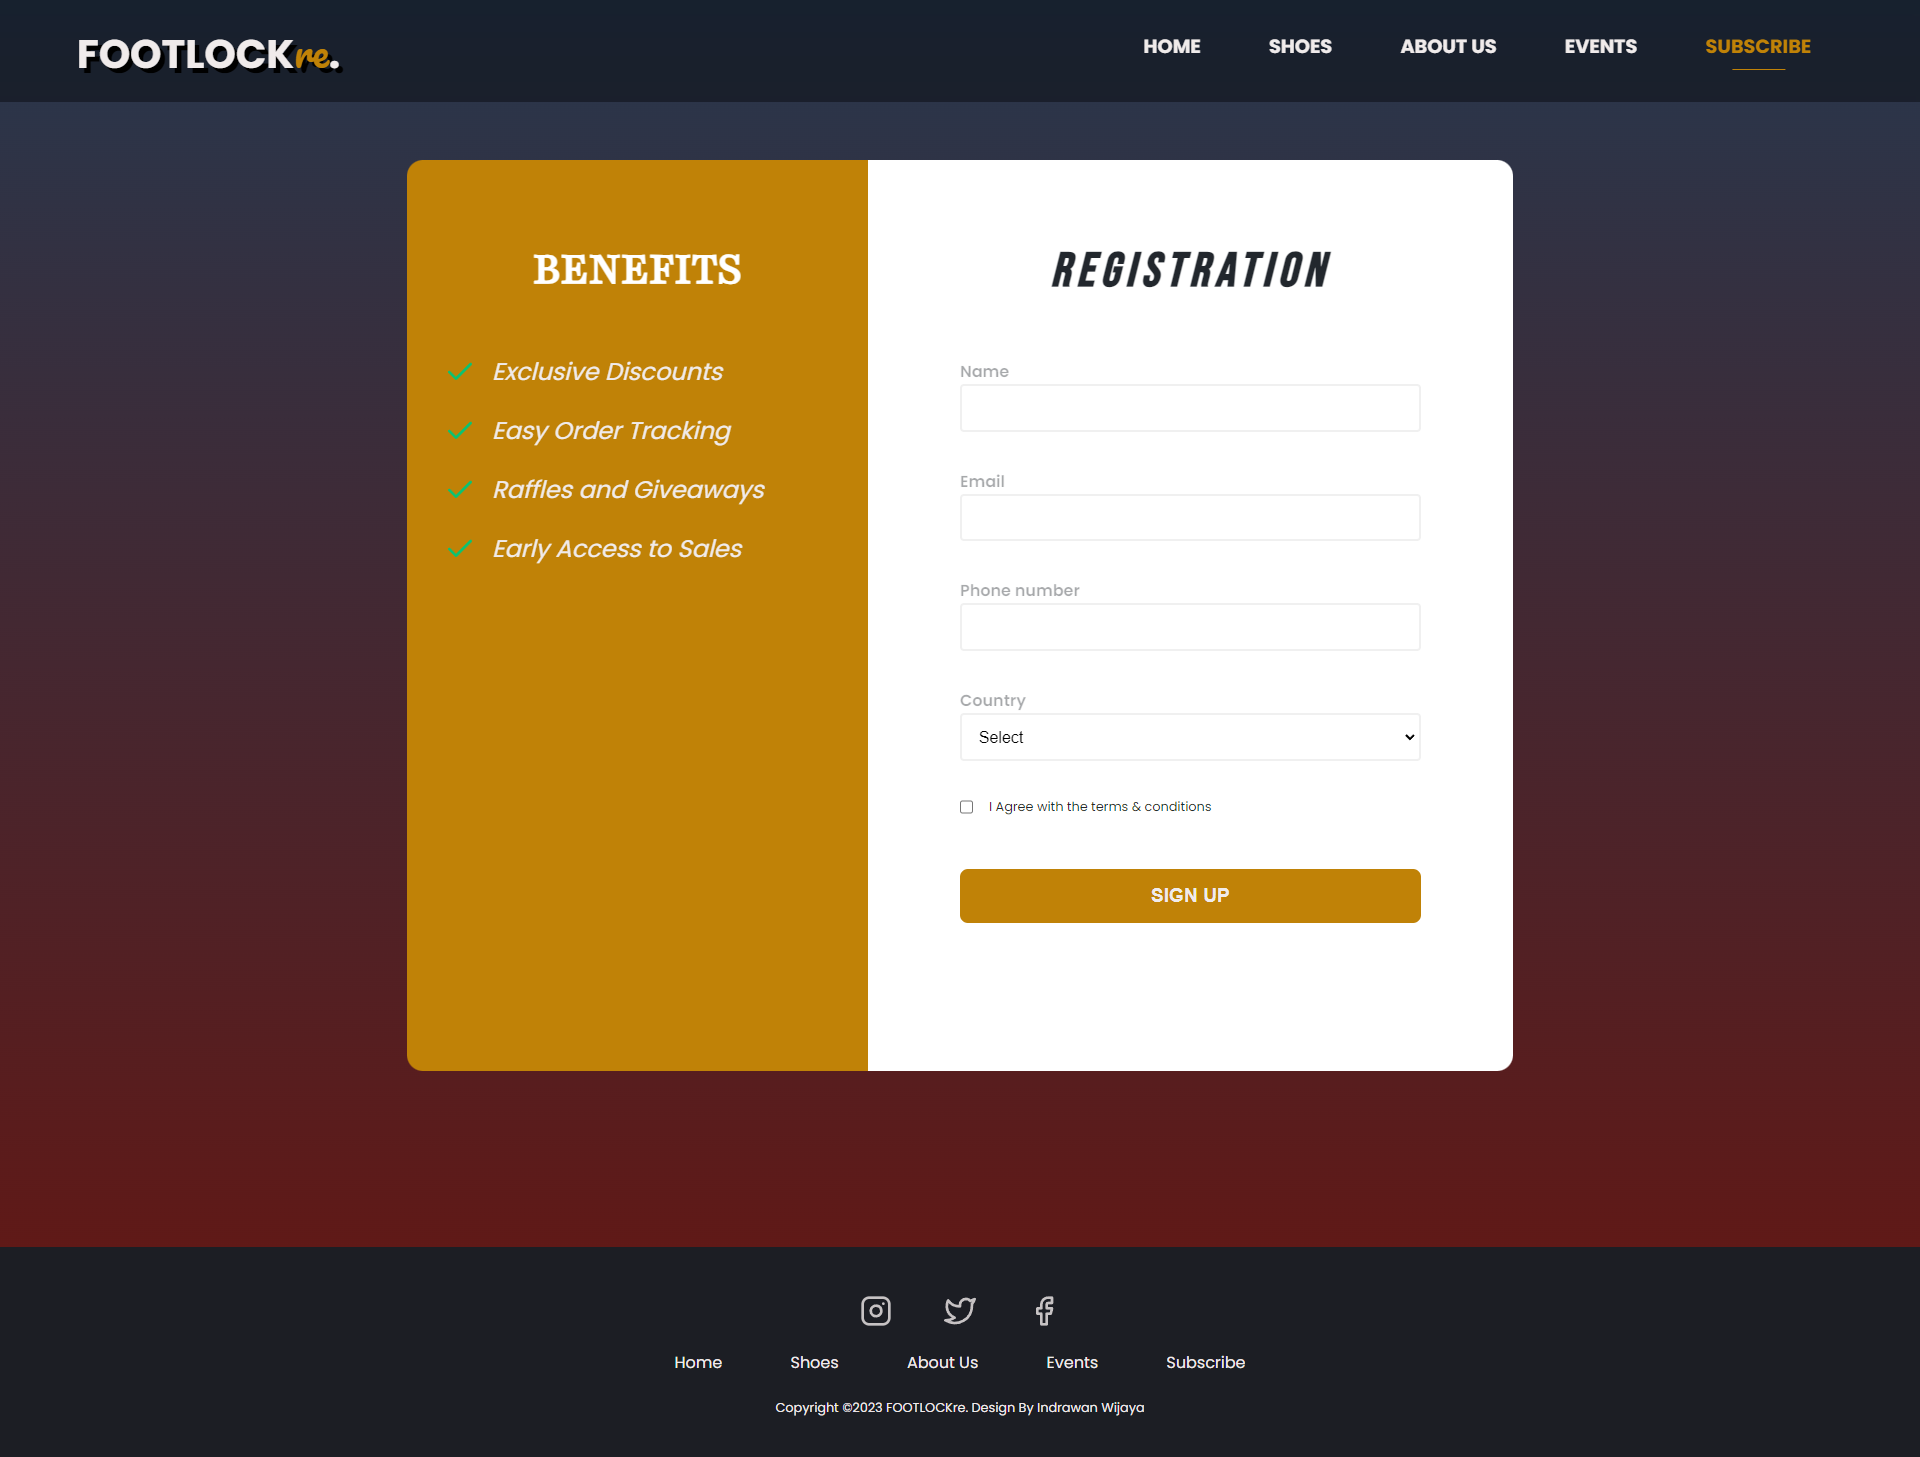 FOOTLOCKre.
HOME SHOES ABOUT US EVENTS SUBSCRIBE
BENEFITS
Exclusive Discounts
Easy Order Tracking
Raffles and Giveaways
Early Access to Sales
REGISTRATION
Name
Email
Phone number
Country
Select
I Agree with the terms & conditions
SIGN UP
Home Shoes About Us Events Subscribe
Copyright ©2023 FOOTLOCKre. Design By Indrawan Wijaya